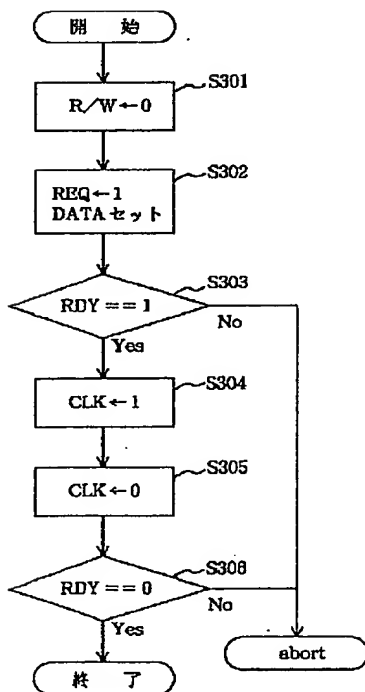 開 始
S301
R/W←0
S302
REQ←1
DATAセット
S303
RDY==1
No
Yes
S304
CLK←1
S305
CLK←0
S306
RDY==0
No
Yes
abort
終 了